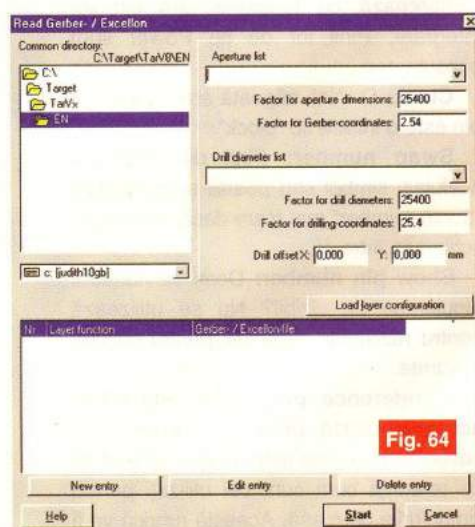 Read Gerber- / Excellon
Common directory:
C:\Target\TarV8\EN
C:\
Target
TarVx
EN
c: [judith10gb]
Aperture list
Factor for aperture dimensions: 25400
Factor for Gerber-coordinates: 2.54
Drill diameter list
Factor for drill diameters: 25400
Factor for drilling-coordinates: 25.4
Drill offset X: 0,000 Y: 0,000 mm
Load layer configuration
Nr Layer function Gerber- / Excellon-file
Fig. 64
New entry Edit entry Delete entry
Help Start Cancel